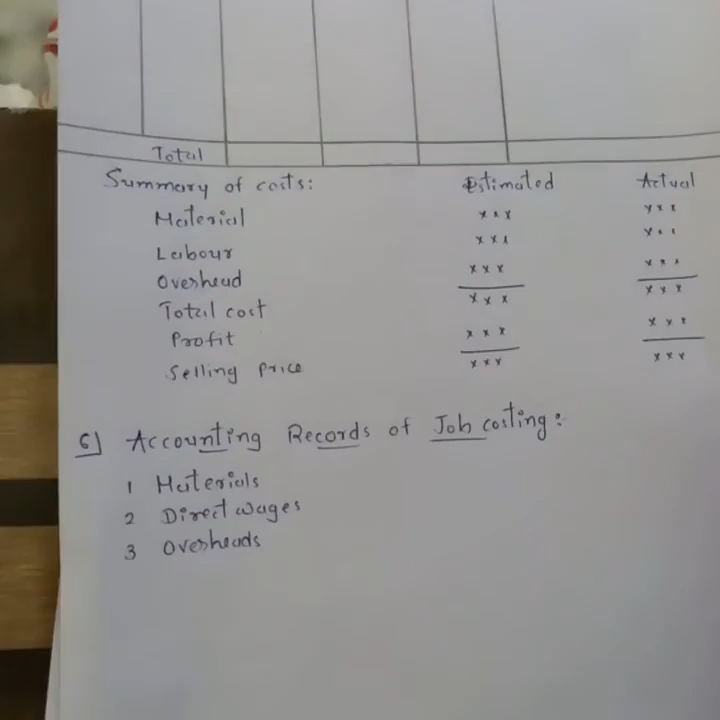 Total
Summary of costs: Estimated Actual
Material xxx xxx
Labour xxx xxx
Overhead xxx xxx
Total cost xxx xxx
Profit xxx xxx
Selling Price xxx xxx
6) Accounting Records of Job costing:
1 Materials
2 Direct wages
3 Overheads